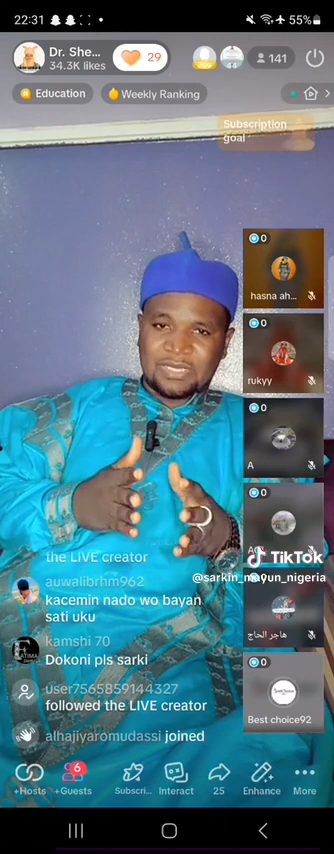 22:31
55%
Dr. She...
34.3K likes
29
44
141
Education
Weekly Ranking
Subscription
goal
0
hasna ah...
0
rukyy
0
A
0
TikTok
@sarkin_mayun_nigeria
هاجر الحاج
0
Best choice92
the LIVE creator
auwalibrhm962
kacemin nado wo bayan
sati uku
kamshi 70
Dokoni pls sarki
user7565859144327
followed the LIVE creator
alhajiyaromudassi joined
6
+Hosts
+Guests
Subscri...
Interact
25
Enhance
More